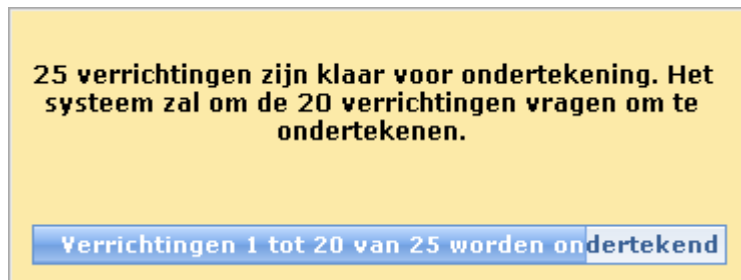 25 verrichtingen zijn klaar voor ondertekening. Het
systeem zal om de 20 verrichtingen vragen om te
ondertekenen.
Verrichtingen 1 tot 20 van 25 worden ondertekend